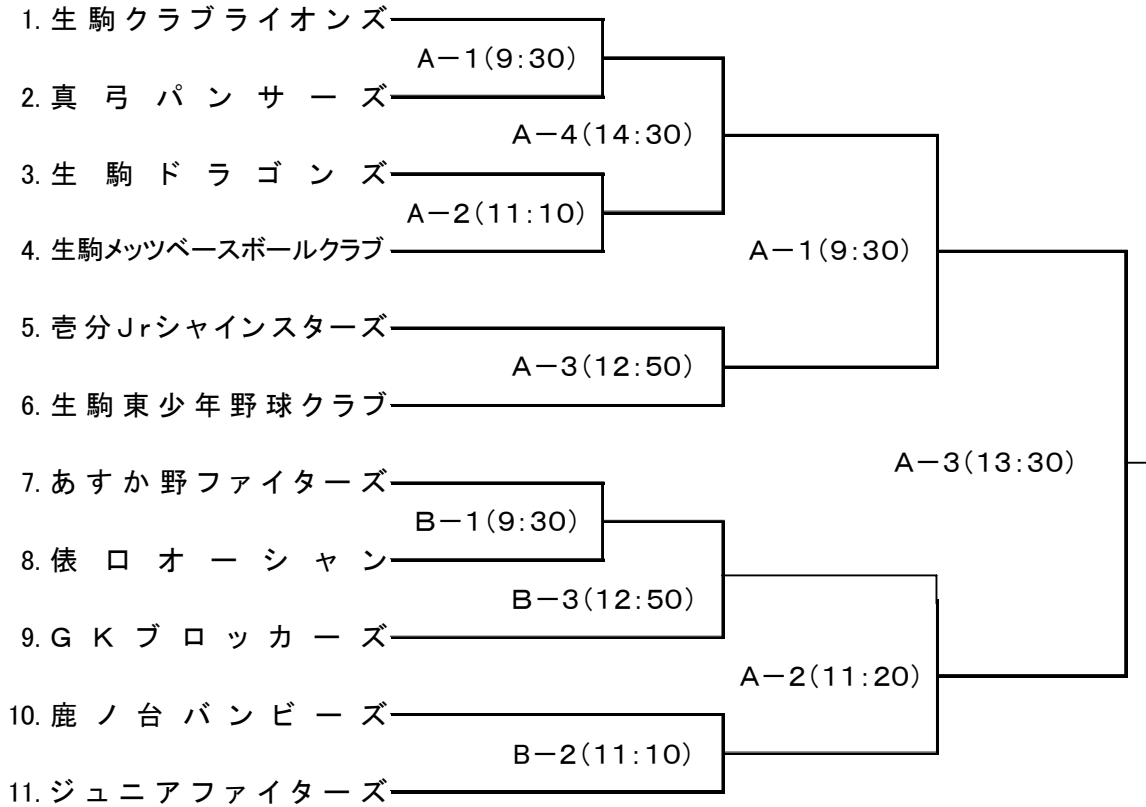 1. 生駒クラブライオンズ
A－1(9:30)
2. 真弓パンサーズ
A－4(14:30)
3. 生駒ドラゴンズ
A－2(11:10)
4. 生駒メッツベースボールクラブ
A－1(9:30)
5. 壱分Jrシャインスターズ
A－3(12:50)
6. 生駒東少年野球クラブ
A－3(13:30)
7. あすか野ファイターズ
B－1(9:30)
8. 俵口オーシャン
B－3(12:50)
9. GKブロッカーズ
A－2(11:20)
10. 鹿ノ台バンビーズ
B－2(11:10)
11. ジュニアファイターズ